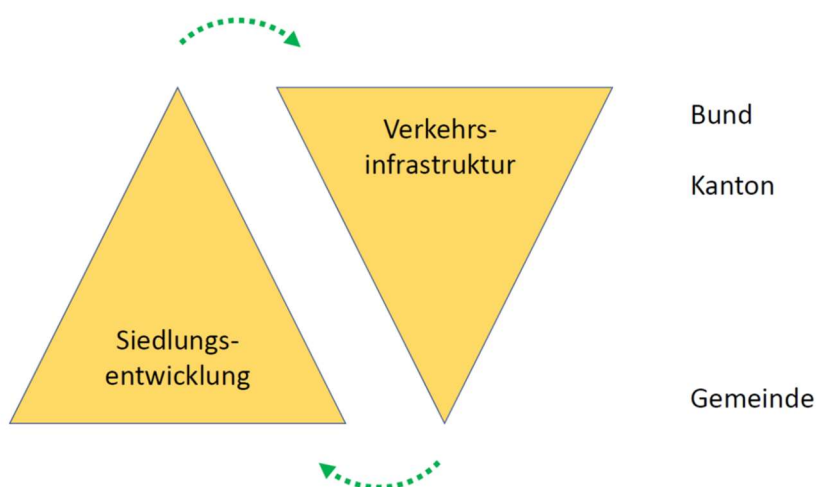 Verkehrs-
infrastruktur
Siedlungs-
entwicklung
Bund
Kanton
Gemeinde